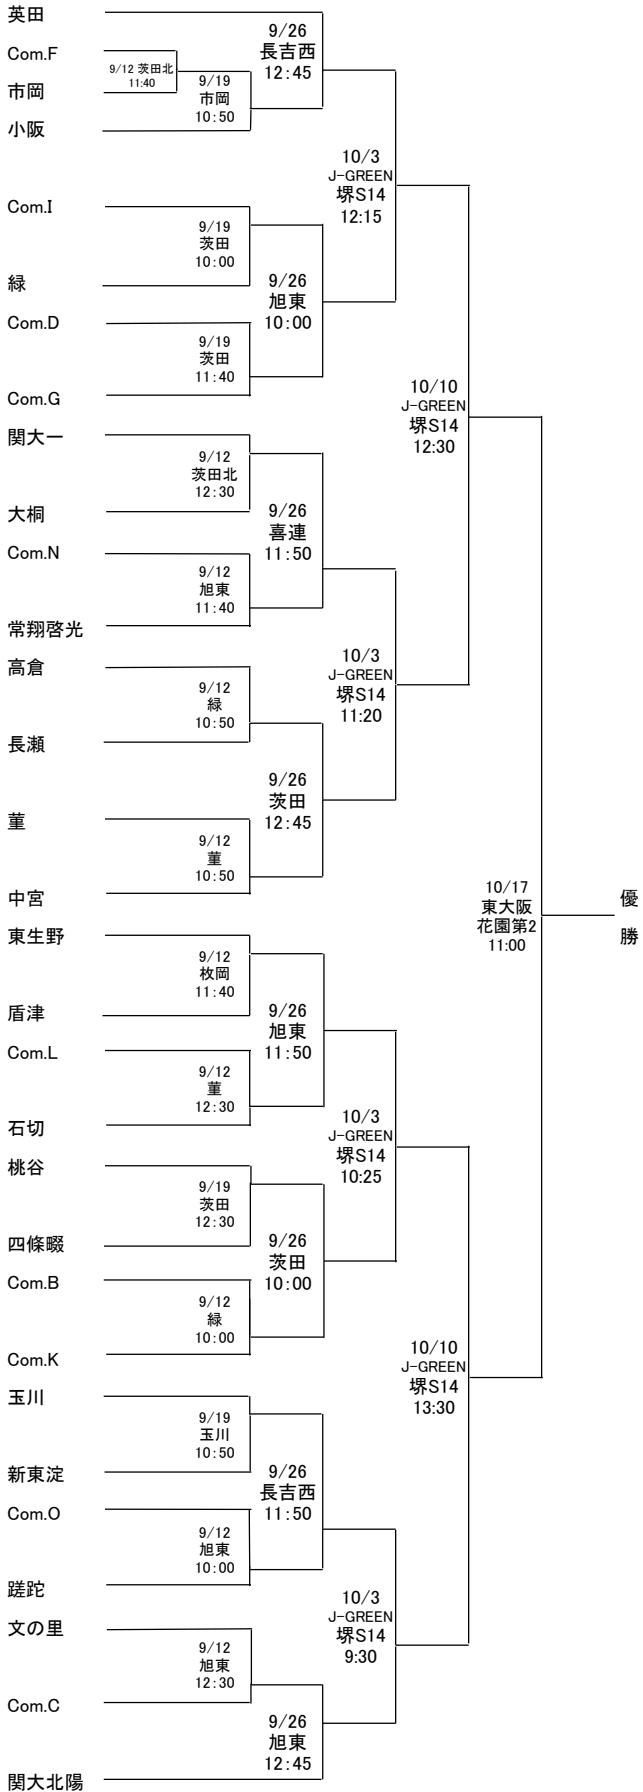 英田
9/26
長吉西
12:45
Com.F
9/12 茨田北
11:40
9/19
市岡
10:50
市岡
小阪
10/3
J-GREEN
堺S14
12:15
Com.I
9/19
茨田
10:00
緑
9/26
旭東
10:00
Com.D
9/19
茨田
11:40
Com.G
10/10
J-GREEN
堺S14
12:30
関大一
9/12
茨田北
12:30
大桐
9/26
喜連
11:50
Com.N
9/12
旭東
11:40
常翔啓光
10/3
J-GREEN
堺S14
11:20
高倉
9/12
緑
10:50
長瀬
9/26
茨田
12:45
菫
9/12
菫
10:50
中宮
10/17
東大阪
花園第2
11:00
優
勝
東生野
9/12
枚岡
11:40
盾津
9/26
旭東
11:50
Com.L
9/12
菫
12:30
石切
10/3
J-GREEN
堺S14
10:25
桃谷
9/19
茨田
12:30
四條畷
9/26
茨田
10:00
Com.B
9/12
緑
10:00
Com.K
10/10
J-GREEN
堺S14
13:30
玉川
9/19
玉川
10:50
新東淀
9/26
長吉西
11:50
Com.O
9/12
旭東
10:00
蹉跎
10/3
J-GREEN
堺S14
9:30
文の里
9/12
旭東
12:30
Com.C
9/26
旭東
12:45
関大北陽